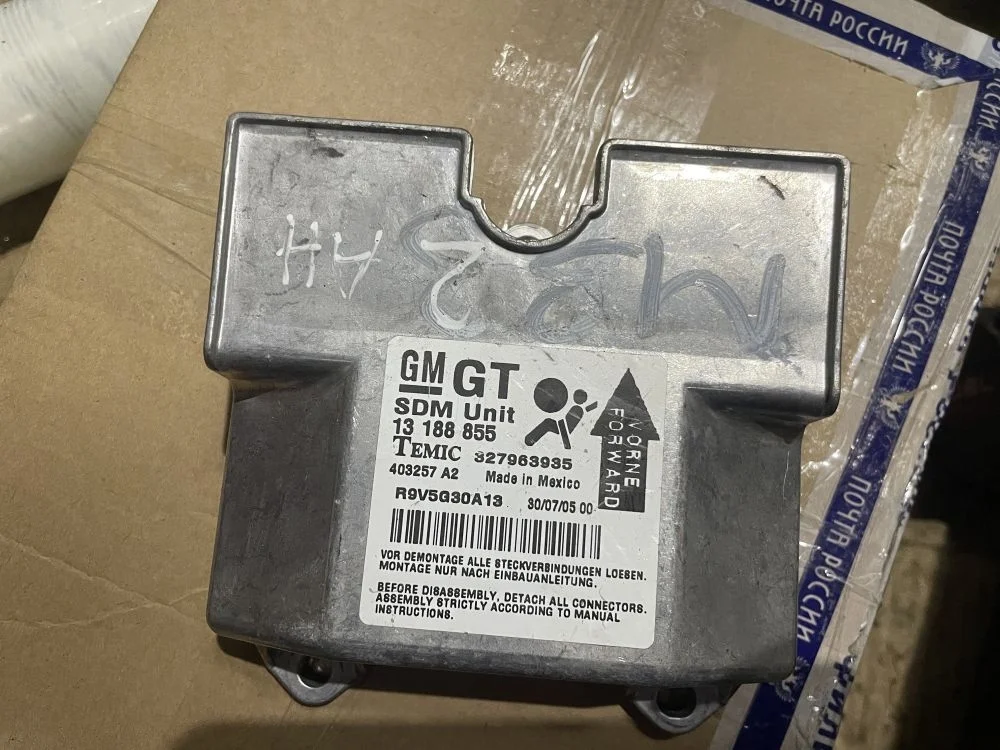 ПОЧТА РОССИИ
ПОЧТА РОССИИ
ПОЧТА РОССИИ
GM GT
SDM Unit
13 188 855
TEMIC 327963935
403257 A2 Made in Mexico
R9V5G30A13 30/07/05 00
VORNE
FORWARD
VOR DEMONTAGE ALLE STECKVERBINDUNGEN LOESEN.
MONTAGE NUR NACH EINBAUANLEITUNG.
BEFORE DISASSEMBLY, DETACH ALL CONNECTORS.
ASSEMBLY STRICTLY ACCORDING TO MANUAL
INSTRUCTIONS.